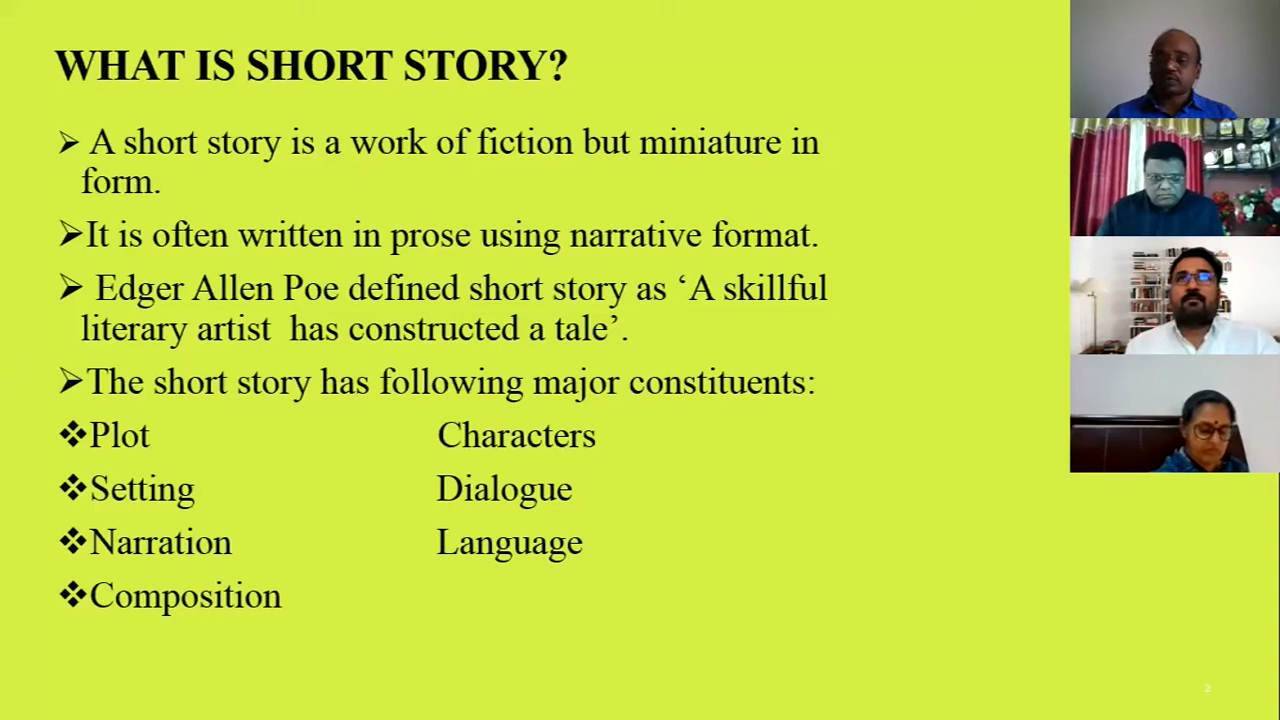 WHAT IS SHORT STORY?
➢ A short story is a work of fiction but miniature in
form.
➢It is often written in prose using narrative format.
➢ Edger Allen Poe defined short story as ‘A skillful
literary artist  has constructed a tale’.
➢The short story has following major constituents:
❖Plot Characters
❖Setting Dialogue
❖Narration Language
❖Composition
2